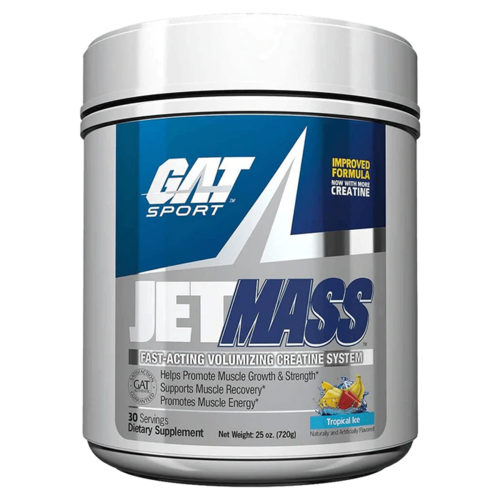 GAT
SPORT
IMPROVED
FORMULA
NOW WITH MORE
CREATINE
JETMASS
FAST-ACTING VOLUMIZING CREATINE SYSTEM
Helps Promote Muscle Growth & Strength*
Supports Muscle Recovery*
Promotes Muscle Energy*
GAT
30 Servings
Dietary Supplement
Net Weight: 25 oz. (720g)
Tropical Ice
Naturally and Artificially Flavored